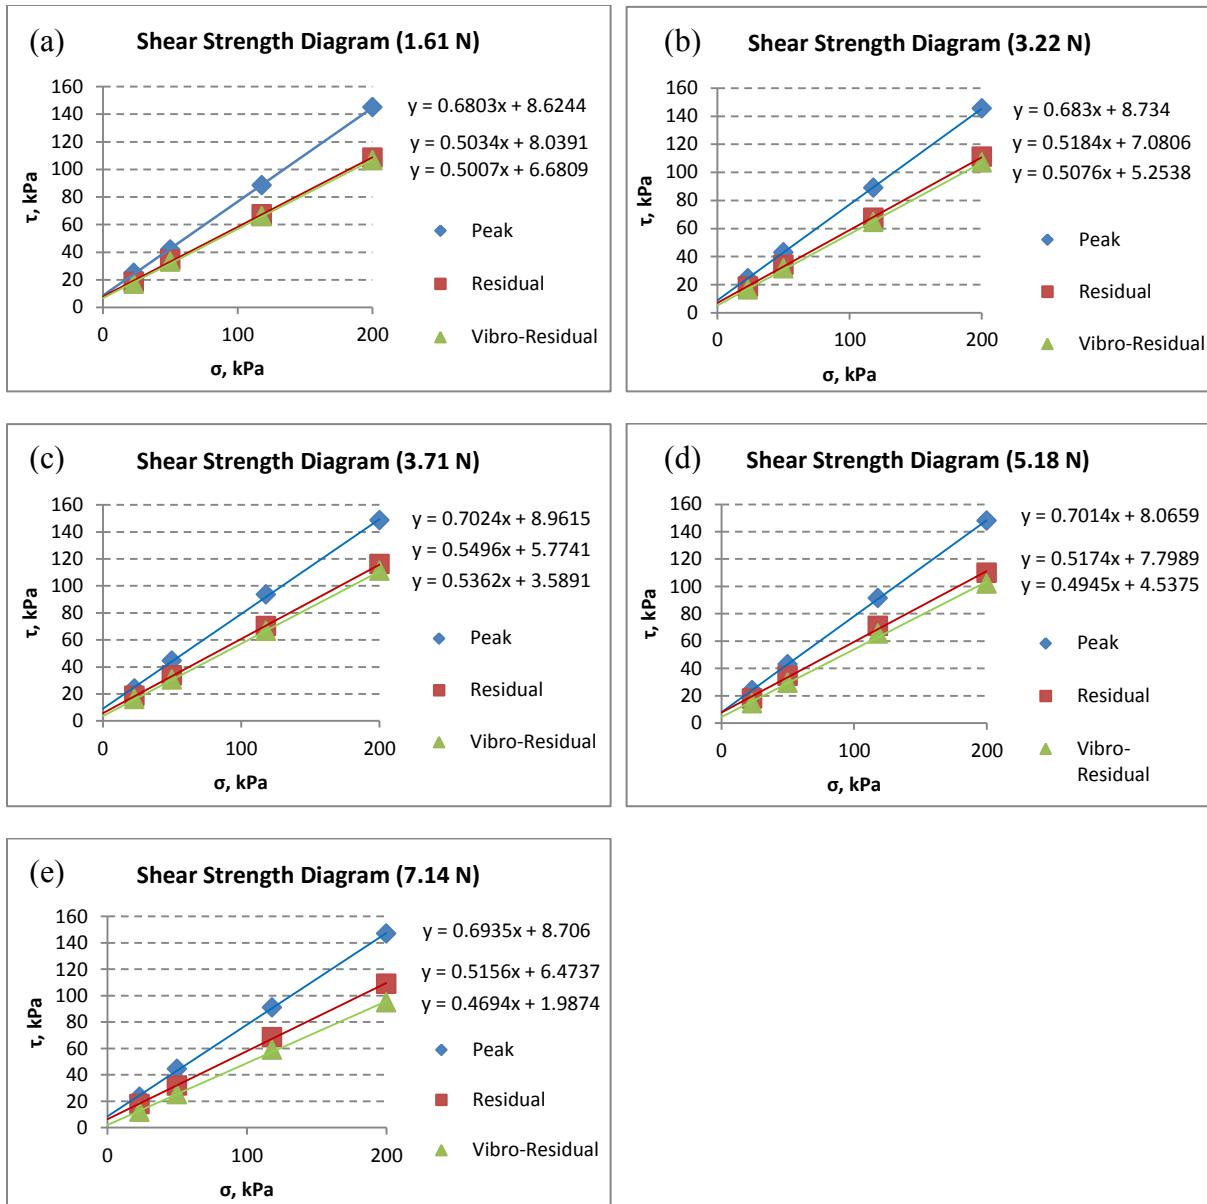 (a)
Shear Strength Diagram (1.61 N)
160
140
120
100
80
60
40
20
0
τ, kPa
0 100 200
σ, kPa
y = 0.6803x + 8.6244
y = 0.5034x + 8.0391
y = 0.5007x + 6.6809
Peak
Residual
Vibro-Residual
(b)
Shear Strength Diagram (3.22 N)
160
140
120
100
80
60
40
20
0
τ, kPa
0 100 200
σ, kPa
y = 0.683x + 8.734
y = 0.5184x + 7.0806
y = 0.5076x + 5.2538
Peak
Residual
Vibro-Residual
(c)
Shear Strength Diagram (3.71 N)
160
140
120
100
80
60
40
20
0
τ, kPa
0 100 200
σ, kPa
y = 0.7024x + 8.9615
y = 0.5496x + 5.7741
y = 0.5362x + 3.5891
Peak
Residual
Vibro-Residual
(d)
Shear Strength Diagram (5.18 N)
160
140
120
100
80
60
40
20
0
τ, kPa
0 100 200
σ, kPa
y = 0.7014x + 8.0659
y = 0.5174x + 7.7989
y = 0.4945x + 4.5375
Peak
Residual
Vibro-
Residual
(e)
Shear Strength Diagram (7.14 N)
160
140
120
100
80
60
40
20
0
τ, kPa
0 100 200
σ, kPa
y = 0.6935x + 8.706
y = 0.5156x + 6.4737
y = 0.4694x + 1.9874
Peak
Residual
Vibro-Residual